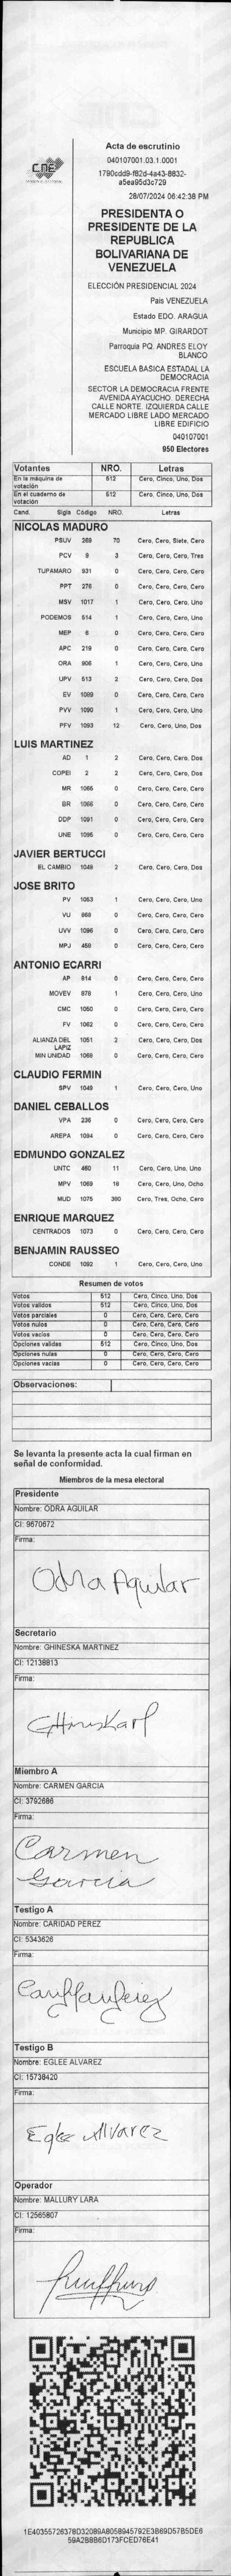 CNE
Acta de escrutinio
040107001.03.1.0001
1790cdd9-f82d-4a43-8832-
a5ea95d3c729
28/07/2024 06:42:38 PM
PRESIDENTA O
PRESIDENTE DE LA
REPUBLICA
BOLIVARIANA DE
VENEZUELA
ELECCIÓN PRESIDENCIAL 2024
País VENEZUELA
Estado EDO. ARAGUA
Municipio MP. GIRARDOT
Parroquia PQ. ANDRES ELOY
BLANCO
ESCUELA BASICA ESTADAL LA
DEMOCRACIA
SECTOR LA DEMOCRACIA FRENTE
AVENIDA AYACUCHO. DERECHA
CALLE NORTE. IZQUIERDA CALLE
MERCADO LIBRE LADO MERCADO
LIBRE EDIFICIO
040107001
950 Electores
Votantes NRO. Letras
En la máquina de votación 512 Cero, Cinco, Uno, Dos
En el cuaderno de votación 512 Cero, Cinco, Uno, Dos
Cand. Sigla Código NRO. Letras
NICOLAS MADURO
PSUV 269 70 Cero, Cero, Siete, Cero
PCV 9 3 Cero, Cero, Cero, Tres
TUPAMARO 931 0 Cero, Cero, Cero, Cero
PPT 276 0 Cero, Cero, Cero, Cero
MSV 1017 1 Cero, Cero, Cero, Uno
PODEMOS 514 1 Cero, Cero, Cero, Uno
MEP 6 0 Cero, Cero, Cero, Cero
APC 219 0 Cero, Cero, Cero, Cero
ORA 906 1 Cero, Cero, Cero, Uno
UPV 513 2 Cero, Cero, Cero, Dos
EV 1089 0 Cero, Cero, Cero, Cero
PVV 1090 1 Cero, Cero, Cero, Uno
PFV 1093 12 Cero, Cero, Uno, Dos
LUIS MARTINEZ
AD 1 2 Cero, Cero, Cero, Dos
COPEI 2 2 Cero, Cero, Cero, Dos
MR 1065 0 Cero, Cero, Cero, Cero
BR 1066 0 Cero, Cero, Cero, Cero
DDP 1091 0 Cero, Cero, Cero, Cero
UNE 1095 0 Cero, Cero, Cero, Cero
JAVIER BERTUCCI
EL CAMBIO 1048 2 Cero, Cero, Cero, Dos
JOSE BRITO
PV 1053 1 Cero, Cero, Cero, Uno
VU 868 0 Cero, Cero, Cero, Cero
UVV 1096 0 Cero, Cero, Cero, Cero
MPJ 459 0 Cero, Cero, Cero, Cero
ANTONIO ECARRI
AP 814 0 Cero, Cero, Cero, Cero
MOVEV 878 1 Cero, Cero, Cero, Uno
CMC 1050 0 Cero, Cero, Cero, Cero
FV 1062 0 Cero, Cero, Cero, Cero
ALIANZA DEL LAPIZ 1051 2 Cero, Cero, Cero, Dos
MIN UNIDAD 1068 0 Cero, Cero, Cero, Cero
CLAUDIO FERMIN
SPV 1049 1 Cero, Cero, Cero, Uno
DANIEL CEBALLOS
VPA 236 0 Cero, Cero, Cero, Cero
AREPA 1094 0 Cero, Cero, Cero, Cero
EDMUNDO GONZALEZ
UNTC 460 11 Cero, Cero, Uno, Uno
MPV 1069 18 Cero, Cero, Uno, Ocho
MUD 1075 380 Cero, Tres, Ocho, Cero
ENRIQUE MARQUEZ
CENTRADOS 1073 0 Cero, Cero, Cero, Cero
BENJAMIN RAUSSEO
CONDE 1092 1 Cero, Cero, Cero, Uno
Resumen de votos
Votos 512 Cero, Cinco, Uno, Dos
Votos validos 512 Cero, Cinco, Uno, Dos
Votos parciales 0 Cero, Cero, Cero, Cero
Votos nulos 0 Cero, Cero, Cero, Cero
Votos vacios 0 Cero, Cero, Cero, Cero
Opciones validas 512 Cero, Cinco, Uno, Dos
Opciones nulas 0 Cero, Cero, Cero, Cero
Opciones vacias 0 Cero, Cero, Cero, Cero
Observaciones:
Se levanta la presente acta la cual firman en
señal de conformidad.
Miembros de la mesa electoral
Presidente
Nombre: ODRA AGUILAR
CI: 9670672
Firma:
Odra Aguilar
Secretario
Nombre: GHINESKA MARTINEZ
CI: 12138813
Firma:
Miembro A
Nombre: CARMEN GARCIA
CI: 3792686
Firma:
Carmen
Garcia
Testigo A
Nombre: CARIDAD PEREZ
CI: 5343626
Firma:
Testigo B
Nombre: EGLEE ALVAREZ
CI: 15738420
Firma:
Eglee Alvarez
Operador
Nombre: MALLURY LARA
CI: 12565807
Firma:
1E40355726378D32089A8058945792E3B69D57B5DE6
59A2B8B6D173FCED76E41